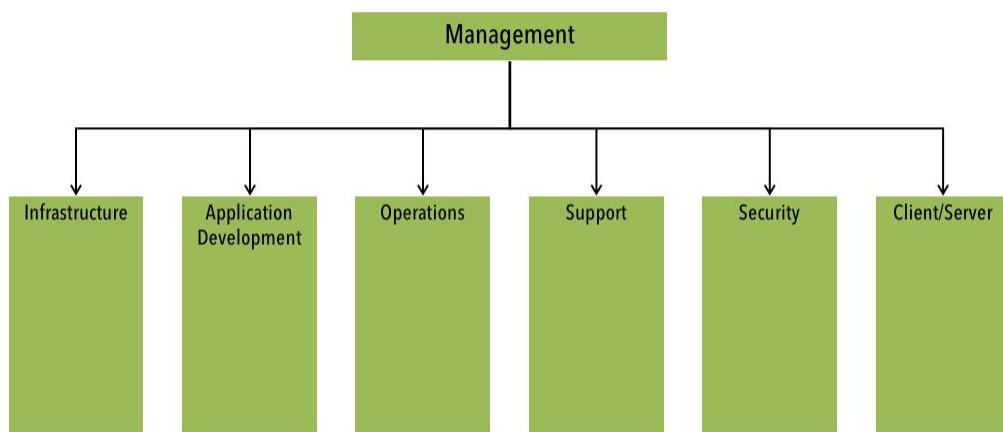 Management
Infrastructure
Application
Development
Operations
Support
Security
Client/Server